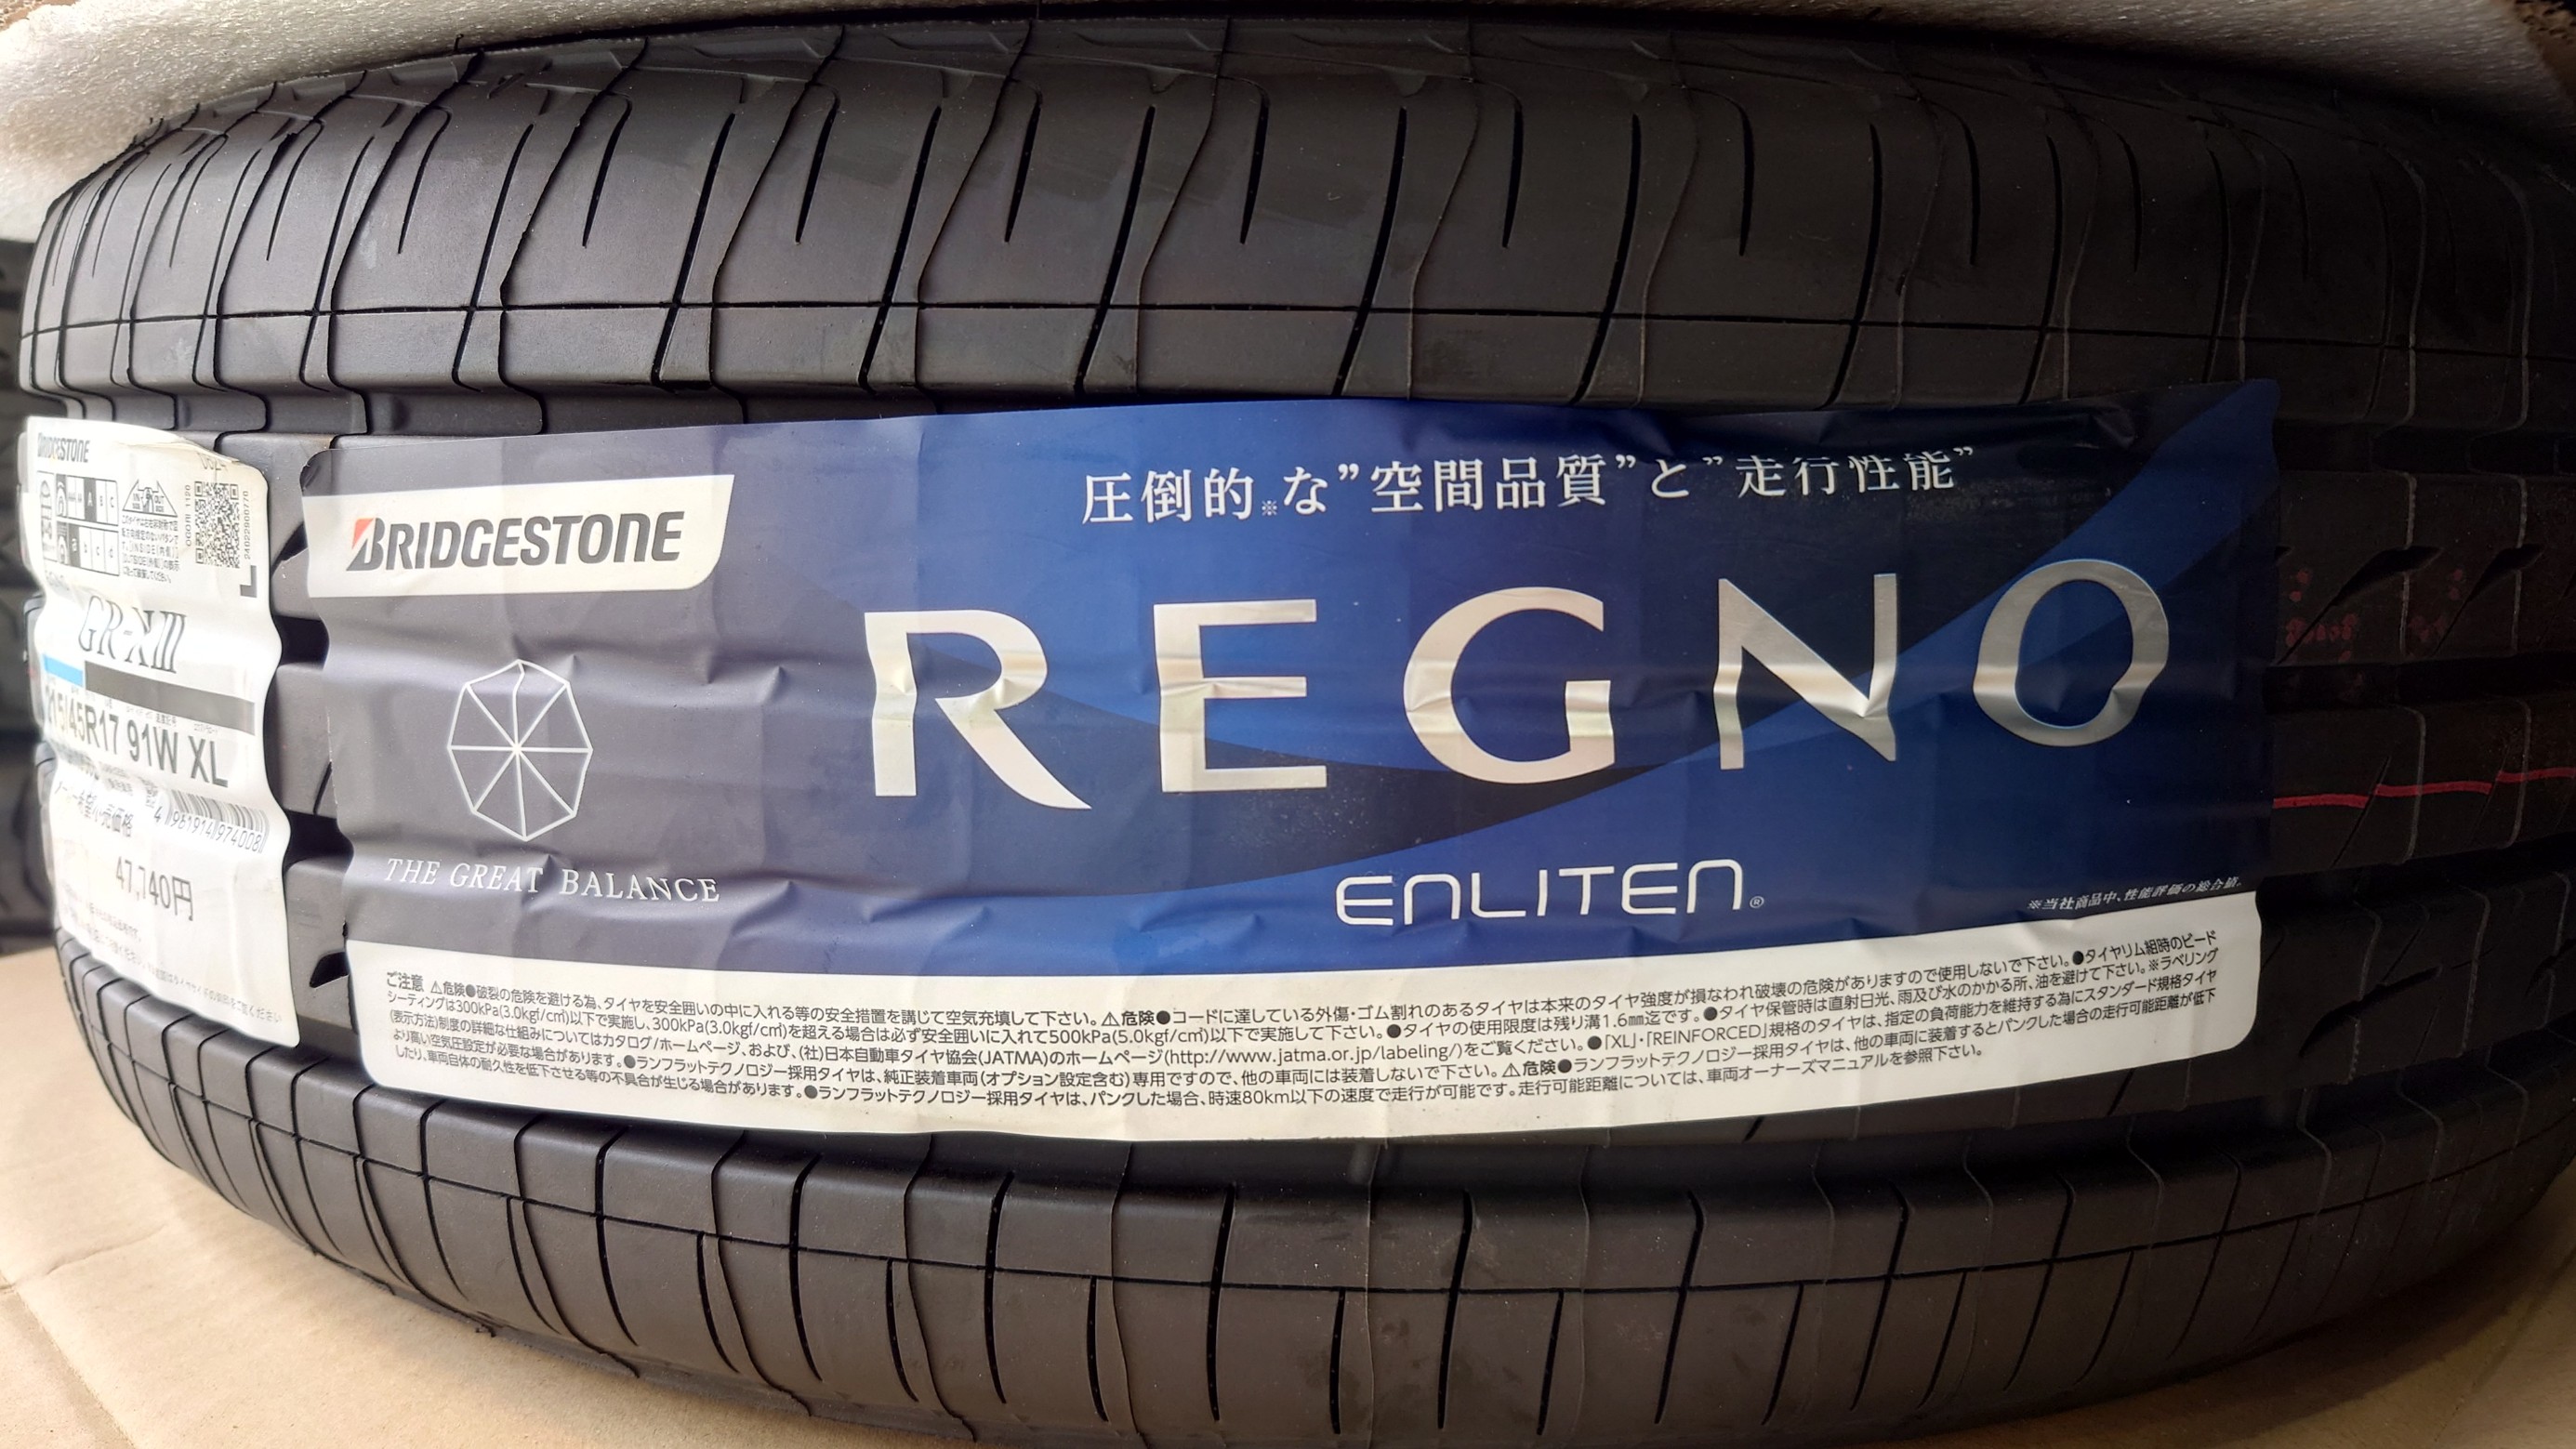 BRIDGESTONE
GR-XIII
215/45R17 91W XL
メーカー希望小売価格
4 961914 974008
47,740円
BRIDGESTONE
圧倒的※な”空間品質”と”走行性能”
REGNO
THE GREAT BALANCE
ENLITEN®
※当社商品中、性能評価の総合値。
ご注意 ⚠危険●破裂の危険を避ける為、タイヤを安全囲いの中に入れる等の安全措置を講じて空気充填して下さい。⚠危険●コードに達している外傷・ゴム割れのあるタイヤは本来のタイヤ強度が損なわれ破壊の危険がありますので使用しないで下さい。●タイヤリム組時のビード
シーティングは300kPa(3.0kgf/c㎡)以下で実施し、300kPa(3.0kgf/c㎡)を超える場合は必ず安全囲いに入れて500kPa(5.0kgf/c㎡)以下で実施して下さい。●タイヤの使用限度は残り溝1.6㎜迄です。●タイヤ保管時は直射日光、雨及び水のかかる所、油を避けて下さい。※ラベリング
(表示方法)制度の詳細な仕組みについてはカタログ/ホームページ、および、(社)日本自動車タイヤ協会(JATMA)のホームページ(http://www.jatma.or.jp/labeling/)をご覧ください。●「XL」・「REINFORCED」規格のタイヤは、指定の負荷能力を維持する為にスタンダード規格タイヤ
より高い空気圧設定が必要な場合があります。●ランフラットテクノロジー採用タイヤは、純正装着車両(オプション設定含む)専用ですので、他の車両には装着しないで下さい。⚠危険●ランフラットテクノロジー採用タイヤは、他の車両に装着するとパンクした場合の走行可能距離が低下
したり、車両自体の耐久性を低下させる等の不具合が生じる場合があります。●ランフラットテクノロジー採用タイヤは、パンクした場合、時速80km以下の速度で走行が可能です。走行可能距離については、車両オーナーズマニュアルを参照下さい。